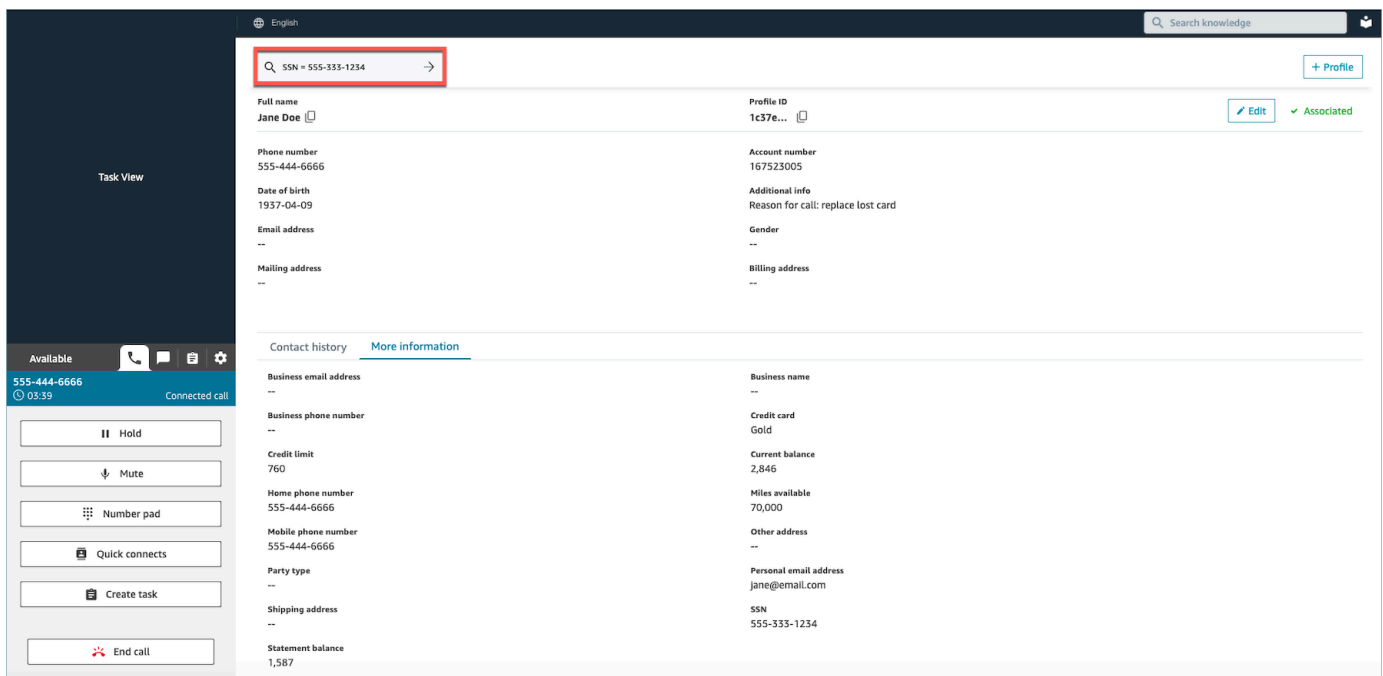 English
Search knowledge
SSN = 555-333-1234
+ Profile
Full name
Jane Doe
Profile ID
1c37e...
Edit
Associated
Phone number
555-444-6666
Account number
167523005
Task View
Date of birth
1937-04-09
Additional info
Reason for call: replace lost card
Email address
--
Gender
--
Mailing address
--
Billing address
--
Available
555-444-6666
03:39
Connected call
Hold
Mute
Number pad
Quick connects
Create task
End call
Contact history
More information
Business email address
--
Business name
--
Business phone number
--
Credit card
Gold
Credit limit
760
Current balance
2,846
Home phone number
555-444-6666
Miles available
70,000
Mobile phone number
555-444-6666
Other address
--
Party type
--
Personal email address
jane@email.com
Shipping address
--
SSN
555-333-1234
Statement balance
1,587